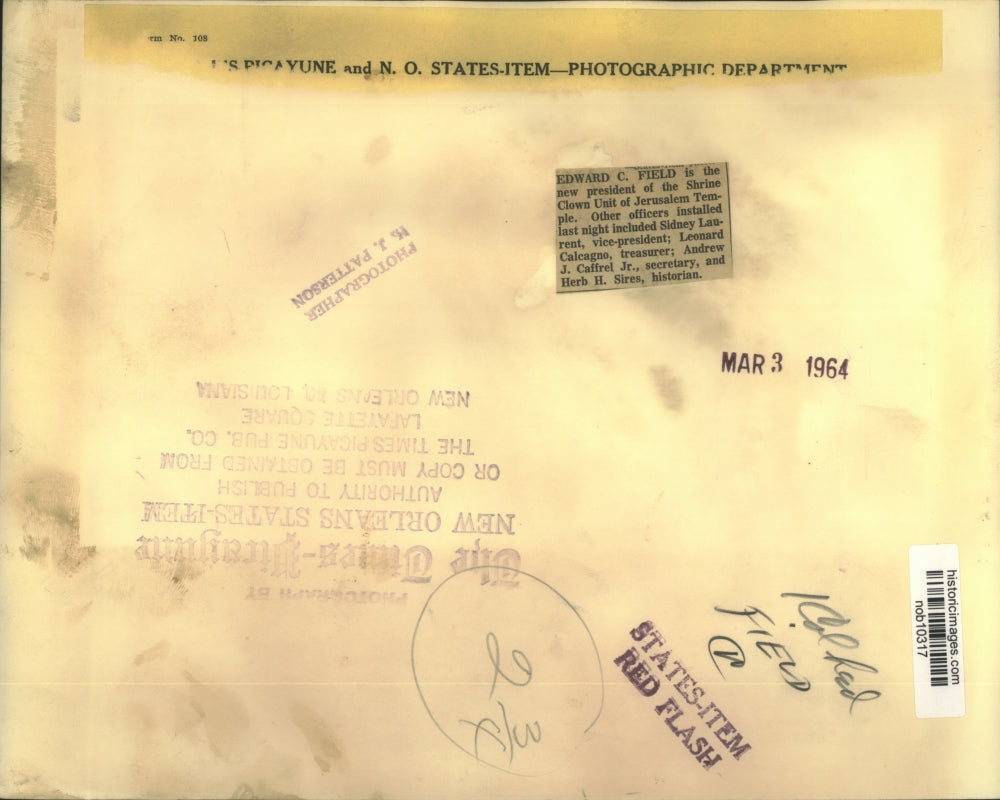 rm No. 108
PICAYUNE and N. O. STATES-ITEM—PHOTOGRAPHIC DEPARTMENT
EDWARD C. FIELD is the
new president of the Shrine
Clown Unit of Jerusalem Tem-
ple. Other officers installed
last night included Sidney Lau-
rent, vice-president; Leonard
Calcagno, treasurer; Andrew
J. Caffrel Jr., secretary, and
Herb H. Sires, historian.
PHOTOGRAPHER
J. PATTERSON
MAR 3 1964
PHOTOGRAPH BY
The Times-Picayune
NEW ORLEANS STATES-ITEM
AUTHORITY TO PUBLISH
OR COPY MUST BE OBTAINED FROM
THE TIMES PICAYUNE PUB. CO.
LAFAYETTE SQUARE
NEW ORLEANS 40, LOUISIANA
2
3/4
STATES-ITEM
RED FLASH
FIELD
historicimages.com
nob10317